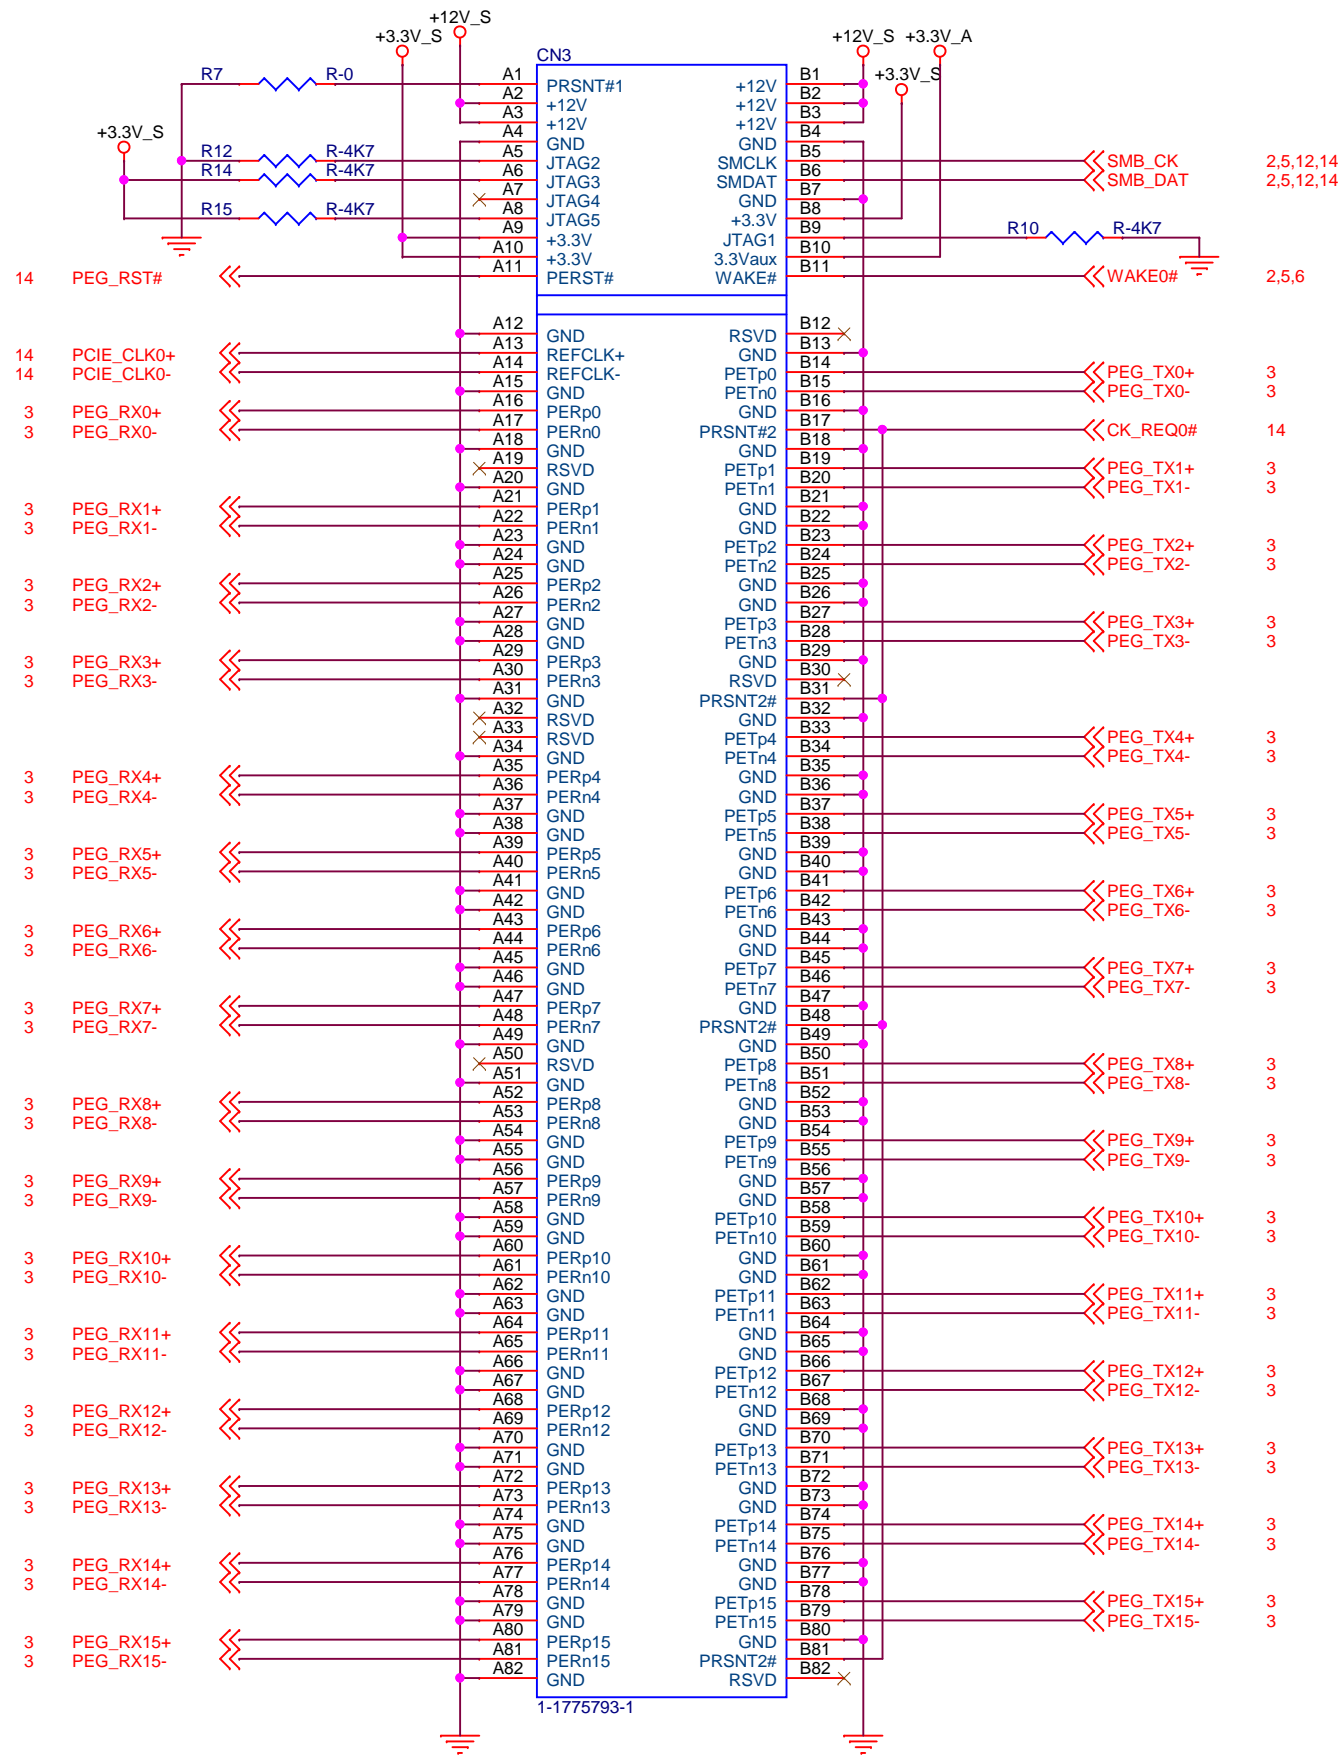 +12V_S
+3.3V_S
+12V_S +3.3V_A
CN3
+3.3V_S
R7 R-0 A1 PRSNT#1 +12V B1
A2 +12V +12V B2
A3 +12V +12V B3
+3.3V_S A4 GND GND B4
R12 R-4K7 A5 JTAG2 SMCLK B5 SMB_CK 2,5,12,14
R14 R-4K7 A6 JTAG3 SMDAT B6 SMB_DAT 2,5,12,14
A7 JTAG4 GND B7
R15 R-4K7 A8 JTAG5 +3.3V B8
A9 +3.3V JTAG1 B9 R10 R-4K7
A10 +3.3V 3.3Vaux B10
14 PEG_RST# A11 PERST# WAKE# B11 WAKE0# 2,5,6
A12 GND RSVD B12
14 PCIE_CLK0+ A13 REFCLK+ GND B13
14 PCIE_CLK0- A14 REFCLK- PETp0 B14 PEG_TX0+ 3
A15 GND PETn0 B15 PEG_TX0- 3
3 PEG_RX0+ A16 PERp0 GND B16
3 PEG_RX0- A17 PERn0 PRSNT#2 B17 CK_REQ0# 14
A18 GND GND B18
A19 RSVD PETp1 B19 PEG_TX1+ 3
A20 GND PETn1 B20 PEG_TX1- 3
3 PEG_RX1+ A21 PERp1 GND B21
3 PEG_RX1- A22 PERn1 GND B22
A23 GND PETp2 B23 PEG_TX2+ 3
A24 GND PETn2 B24 PEG_TX2- 3
3 PEG_RX2+ A25 PERp2 GND B25
3 PEG_RX2- A26 PERn2 GND B26
A27 GND PETp3 B27 PEG_TX3+ 3
A28 GND PETn3 B28 PEG_TX3- 3
3 PEG_RX3+ A29 PERp3 GND B29
3 PEG_RX3- A30 PERn3 RSVD B30
A31 GND PRSNT2# B31
A32 RSVD GND B32
A33 RSVD PETp4 B33 PEG_TX4+ 3
A34 GND PETn4 B34 PEG_TX4- 3
3 PEG_RX4+ A35 PERp4 GND B35
3 PEG_RX4- A36 PERn4 GND B36
A37 GND PETp5 B37 PEG_TX5+ 3
A38 GND PETn5 B38 PEG_TX5- 3
3 PEG_RX5+ A39 PERp5 GND B39
3 PEG_RX5- A40 PERn5 GND B40
A41 GND PETp6 B41 PEG_TX6+ 3
A42 GND PETn6 B42 PEG_TX6- 3
3 PEG_RX6+ A43 PERp6 GND B43
3 PEG_RX6- A44 PERn6 GND B44
A45 GND PETp7 B45 PEG_TX7+ 3
A46 GND PETn7 B46 PEG_TX7- 3
3 PEG_RX7+ A47 PERp7 GND B47
3 PEG_RX7- A48 PERn7 PRSNT2# B48
A49 GND GND B49
A50 RSVD PETp8 B50 PEG_TX8+ 3
A51 GND PETn8 B51 PEG_TX8- 3
3 PEG_RX8+ A52 PERp8 GND B52
3 PEG_RX8- A53 PERn8 GND B53
A54 GND PETp9 B54 PEG_TX9+ 3
A55 GND PETn9 B55 PEG_TX9- 3
3 PEG_RX9+ A56 PERp9 GND B56
3 PEG_RX9- A57 PERn9 GND B57
A58 GND PETp10 B58 PEG_TX10+ 3
A59 GND PETn10 B59 PEG_TX10- 3
3 PEG_RX10+ A60 PERp10 GND B60
3 PEG_RX10- A61 PERn10 GND B61
A62 GND PETp11 B62 PEG_TX11+ 3
A63 GND PETn11 B63 PEG_TX11- 3
3 PEG_RX11+ A64 PERp11 GND B64
3 PEG_RX11- A65 PERn11 GND B65
A66 GND PETp12 B66 PEG_TX12+ 3
A67 GND PETn12 B67 PEG_TX12- 3
3 PEG_RX12+ A68 PERp12 GND B68
3 PEG_RX12- A69 PERn12 GND B69
A70 GND PETp13 B70 PEG_TX13+ 3
A71 GND PETn13 B71 PEG_TX13- 3
3 PEG_RX13+ A72 PERp13 GND B72
3 PEG_RX13- A73 PERn13 GND B73
A74 GND PETp14 B74 PEG_TX14+ 3
A75 GND PETn14 B75 PEG_TX14- 3
3 PEG_RX14+ A76 PERp14 GND B76
3 PEG_RX14- A77 PERn14 GND B77
A78 GND PETp15 B78 PEG_TX15+ 3
A79 GND PETn15 B79 PEG_TX15- 3
3 PEG_RX15+ A80 PERp15 GND B80
3 PEG_RX15- A81 PERn15 PRSNT2# B81
A82 GND RSVD B82
1-1775793-1